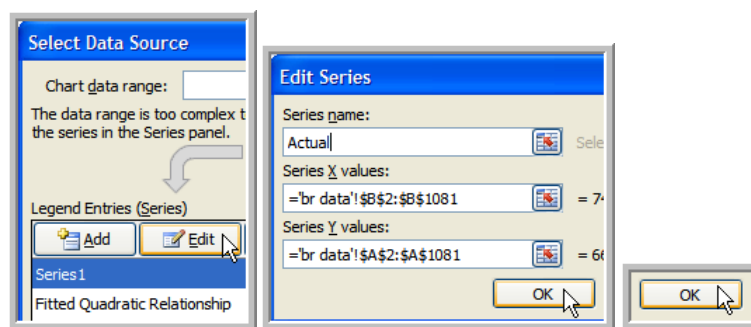 Select Data Source
Chart data range:
The data range is too complex t
the series in the Series panel.
Legend Entries (Series)
Add
Edit
Series1
Fitted Quadratic Relationship
Edit Series
Series name:
Actual
Sele
Series X values:
='br data'!$B$2:$B$1081
= 74
Series Y values:
='br data'!$A$2:$A$1081
= 66
OK
OK